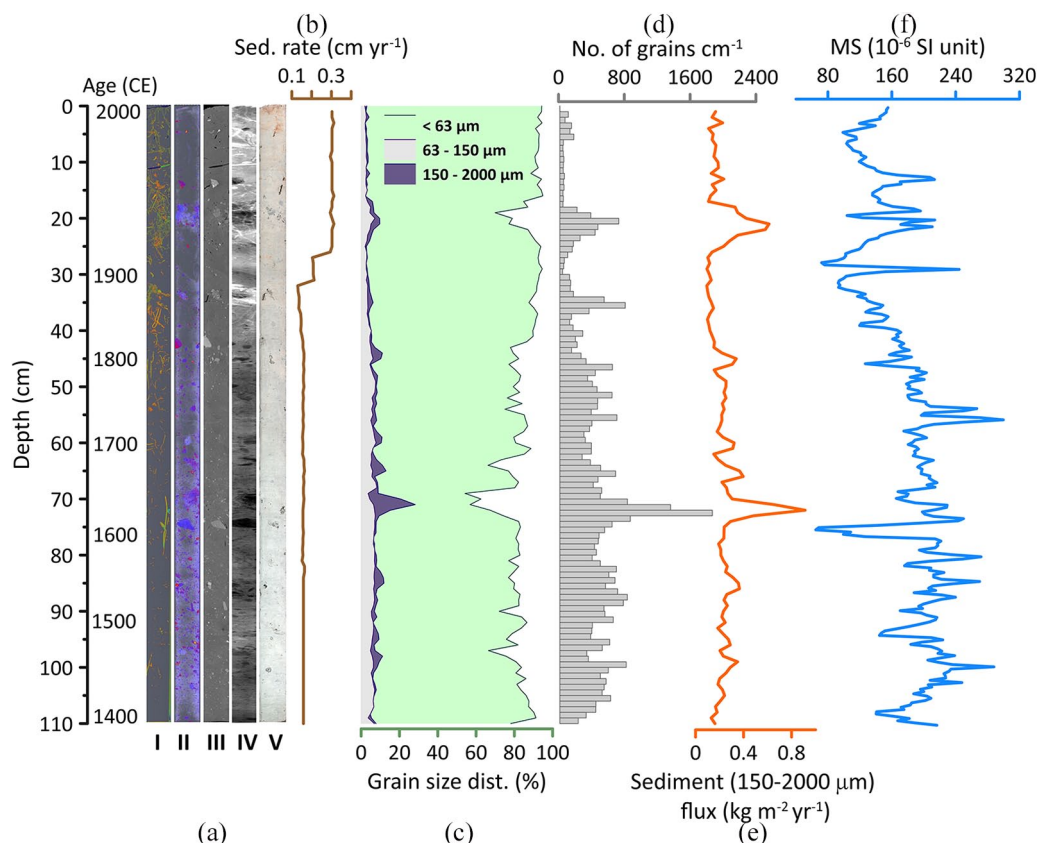 (b)
(d)
(f)
Sed. rate (cm yr-1)
No. of grains cm-1
MS (10-6 SI unit)
0.1 0.3
0 800 1600 2400
80 160 240 320
Age (CE)
Depth (cm)
0
10
20
30
40
50
60
70
80
90
100
110
2000
1900
1800
1700
1600
1500
1400
< 63 µm
63 - 150 µm
150 - 2000 µm
I II III IV V
0 20 40 60 80 100
Grain size dist. (%)
0 0.4 0.8
Sediment (150-2000 µm)
flux (kg m-2 yr-1)
(a)
(c)
(e)